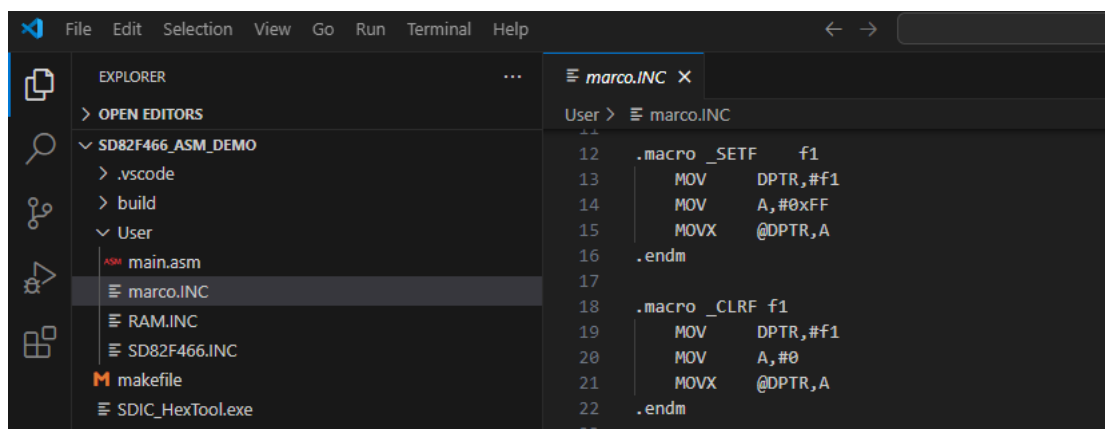 File Edit Selection View Go Run Terminal Help
EXPLORER
OPEN EDITORS
SD82F466_ASM_DEMO
.vscode
build
User
ASM main.asm
marco.INC
RAM.INC
SD82F466.INC
M makefile
SDIC_HexTool.exe
marco.INC
User > marco.INC
11
12 .macro _SETF f1
13 MOV DPTR,#f1
14 MOV A,#0xFF
15 MOVX @DPTR,A
16 .endm
17
18 .macro _CLRF f1
19 MOV DPTR,#f1
20 MOV A,#0
21 MOVX @DPTR,A
22 .endm